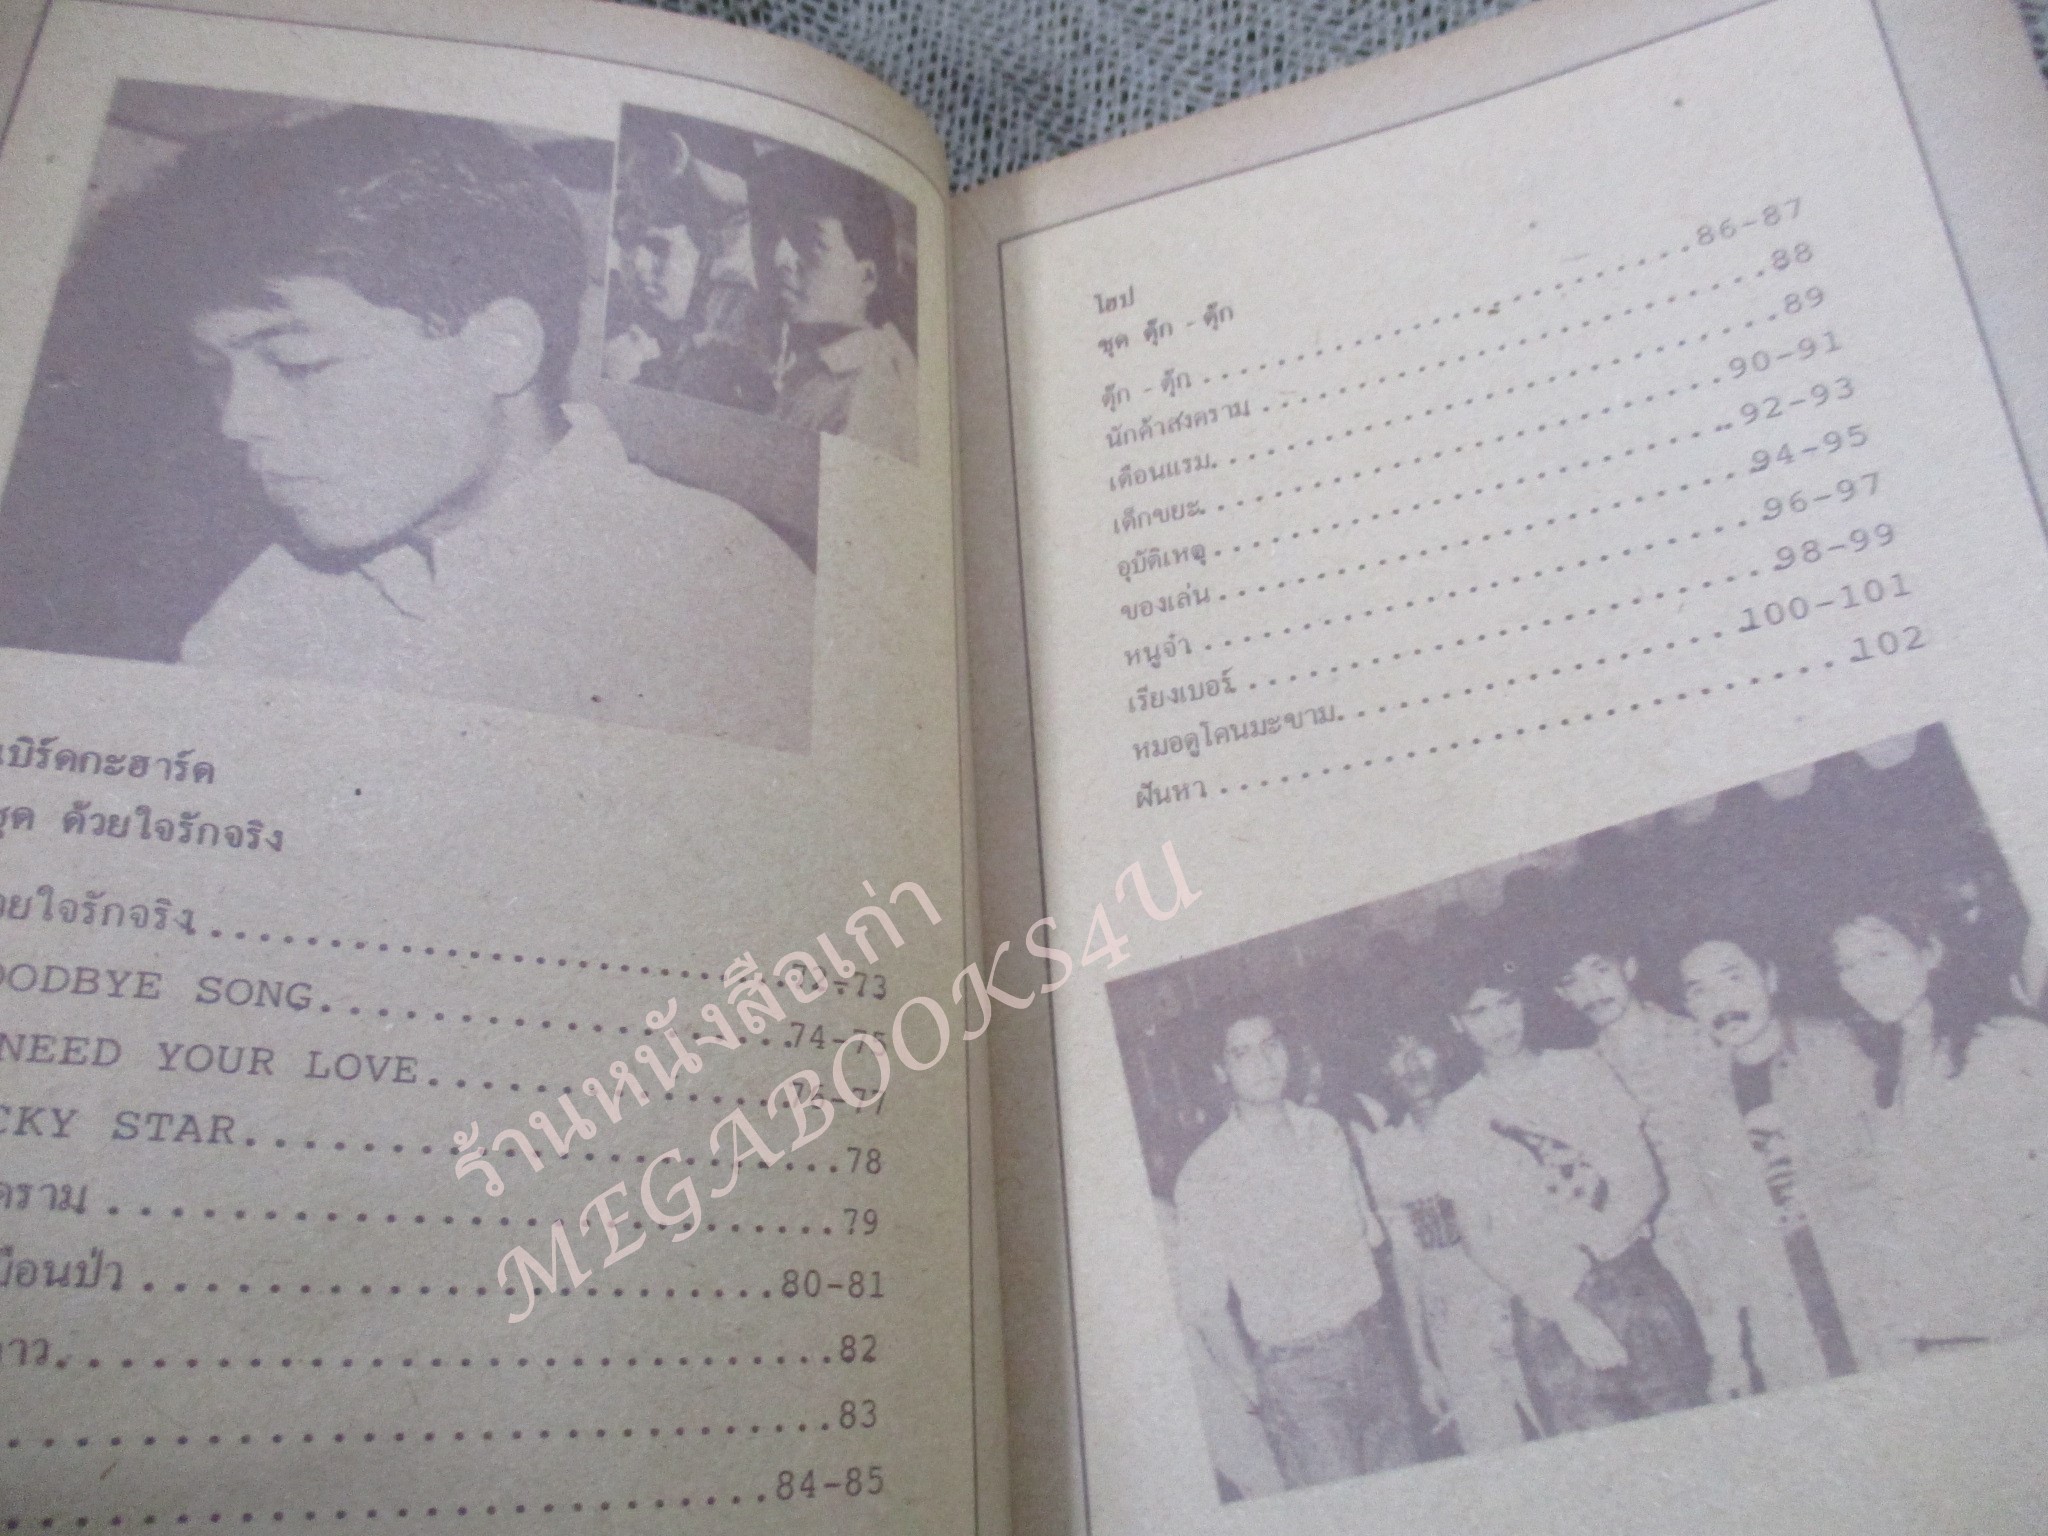 เบิร์ดกะฮาร์ด
ชุด ด้วยใจรักจริง
วยใจรักจริง 72-73
OODBYE SONG 74-75
NEED YOUR LOVE 76-77
CKY STAR 78
คราม 79
มือนป่า 80-81
าว 82
83
84-85
โฮป
ชุด ตุ๊ก - ตุ๊ก
ตุ๊ก - ตุ๊ก 86-87
นักค้าสงคราม 88
เดือนแรม 89
เด็กขยะ 90-91
อุบัติเหตุ 92-93
ของเล่น 94-95
หนูจ๋า 96-97
เรียงเบอร์ 98-99
หมอดูโคนมะขาม 100-101
ฝันหา 102
ร้านหนังสือเก่า
MEGABOOKS4U